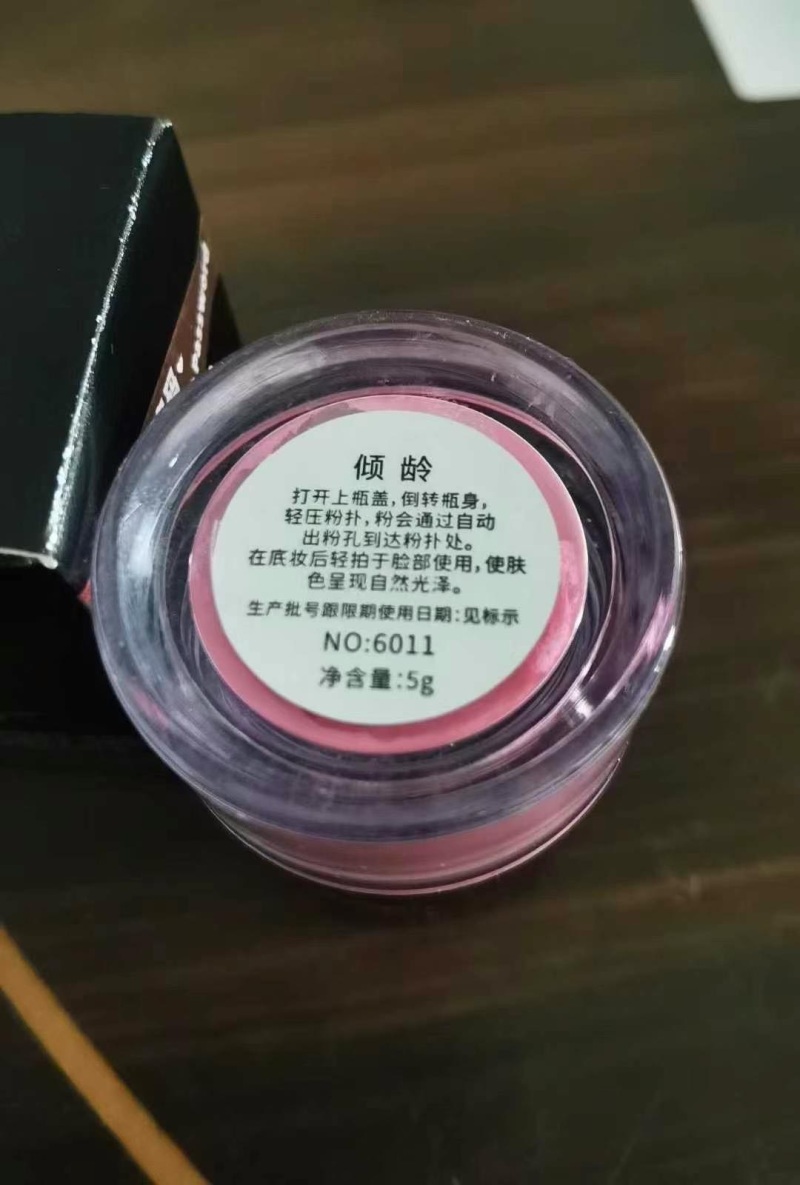 倾 龄
打开上瓶盖,倒转瓶身,
轻压粉扑,粉会通过自动
出粉孔到达粉扑处。
在底妆后轻拍于脸部使用,使肤
色呈现自然光泽。
生产批号跟限期使用日期:见标示
NO:6011
净含量:5g